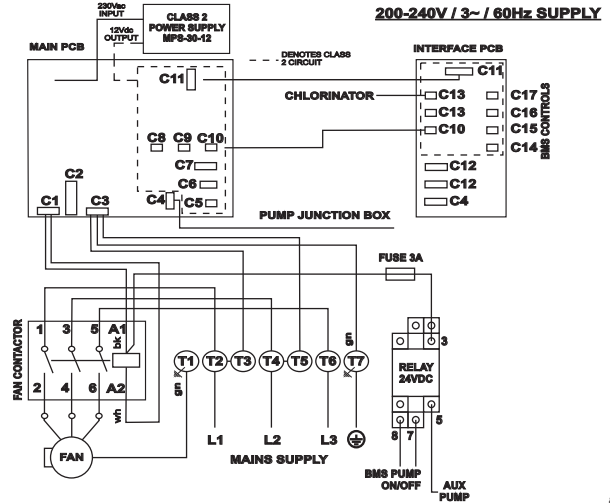 200-240V / 3~ / 60Hz SUPPLY
230Vac
INPUT
12Vdc
OUTPUT
CLASS 2
POWER SUPPLY
MPS-30-12
MAIN PCB
DENOTES CLASS
2 CIRCUIT
INTERFACE PCB
C11
C11
CHLORINATOR
C13
C17
C13
C16
C8
C9
C10
C10
C15
C14
BMS CONTROLS
C7
C12
C2
C6
C12
C1
C3
C4
C5
C4
PUMP JUNCTION BOX
FUSE 3A
FAN CONTACTOR
1
3
5
A1
bk
gn
3
T1
T2
T3
T4
T5
T6
T7
RELAY
24VDC
2
4
6
A2
gn
wh
8
7
5
L1
L2
L3
FAN
MAINS SUPPLY
BMS PUMP
ON/OFF
AUX
PUMP